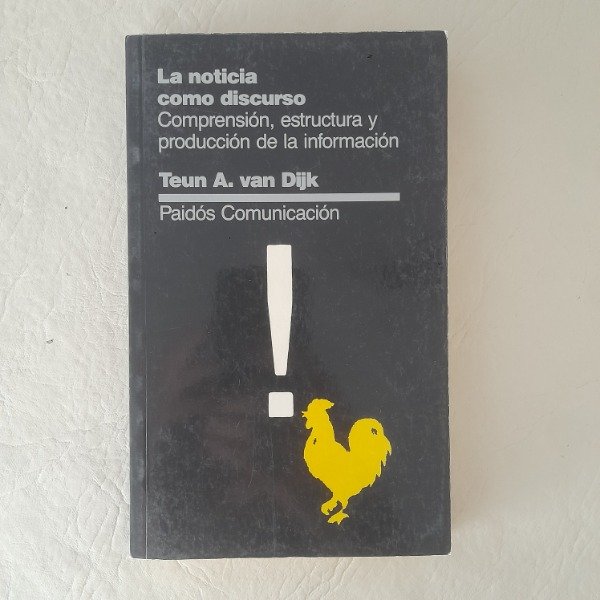 La noticia
como discurso
Comprensión, estructura y
producción de la información
Teun A. van Dijk
Paidós Comunicación
!